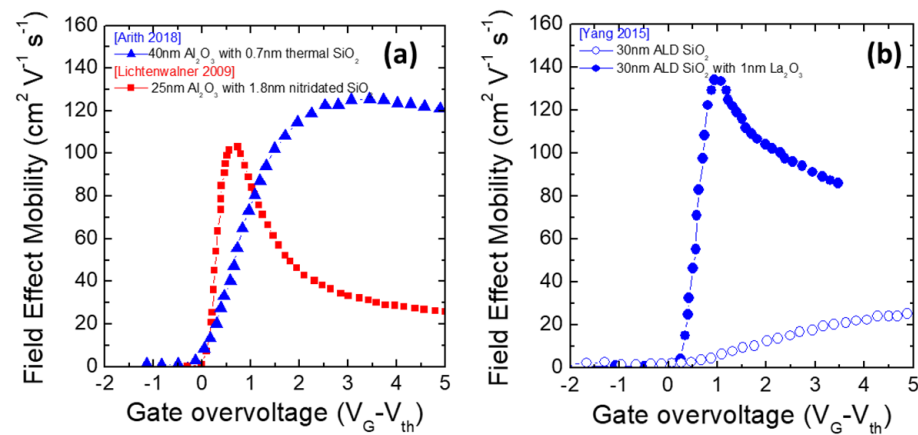 160
140
120
100
80
60
40
20
0
-2 -1 0 1 2 3 4 5
Field Effect Mobility (cm² V⁻¹ s⁻¹)
Gate overvoltage (V_G-V_th)
[Arith 2018]
40nm Al₂O₃ with 0.7nm thermal SiO₂
[Lichtenwalner 2009]
25nm Al₂O₃ with 1.8nm nitridated SiO₂
(a)
160
140
120
100
80
60
40
20
0
-2 -1 0 1 2 3 4 5
Field Effect Mobility (cm² V⁻¹ s⁻¹)
Gate overvoltage (V_G-V_th)
[Yang 2015]
30nm ALD SiO₂
30nm ALD SiO₂ with 1nm La₂O₃
(b)